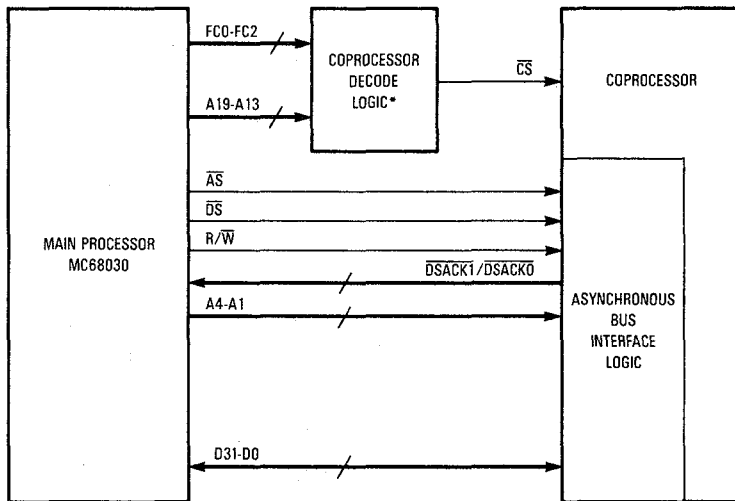 FC0-FC2
A19-A13
COPROCESSOR
DECODE
LOGIC*
CS
COPROCESSOR
AS
DS
R/W
DSACK1/DSACK0
A4-A1
MAIN PROCESSOR
MC68030
ASYNCHRONOUS
BUS
INTERFACE
LOGIC
D31-D0